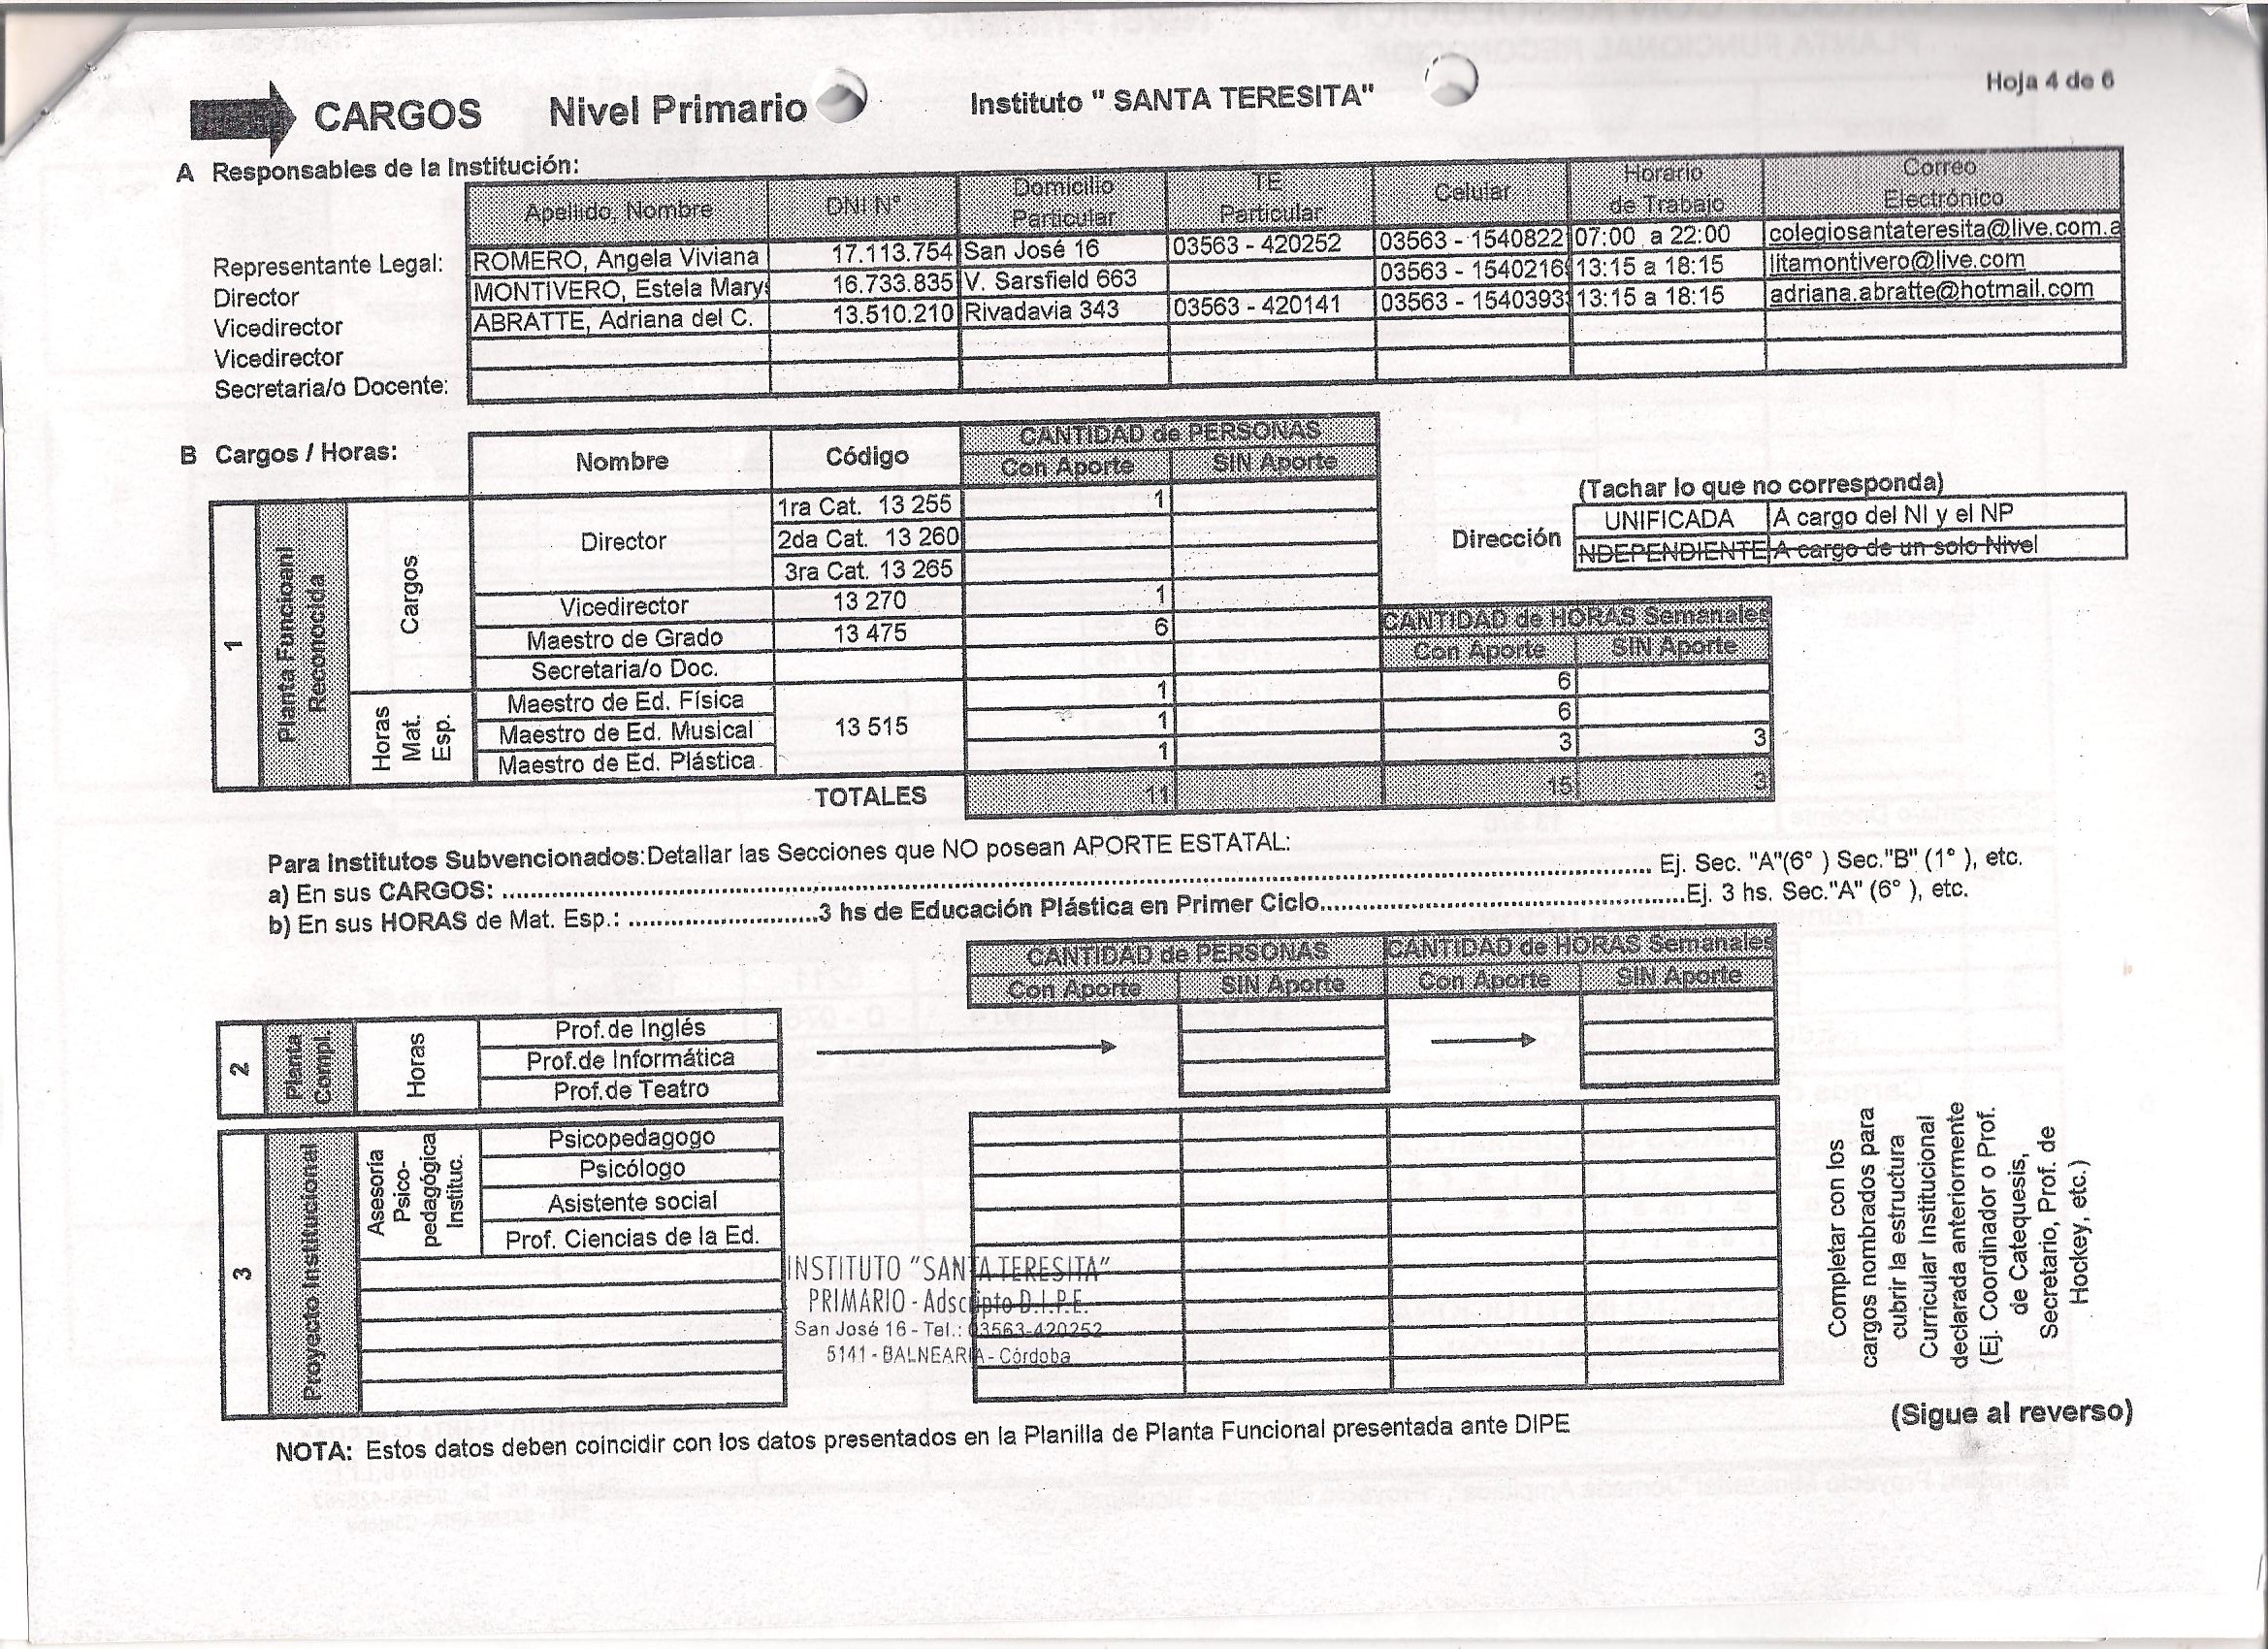 Hoja 4 de 6
CARGOS Nivel Primario Instituto " SANTA TERESITA"
A Responsables de la Institución:
Apellido, Nombre DNI N° Domicilio Particular TE Particular Celular Horario de Trabajo Correo Electrónico
Representante Legal: ROMERO, Angela Viviana 17.113.754 San José 16 03563 - 420252 03563 - 1540822 07:00 a 22:00 colegiosantateresita@live.com.a
Director MONTIVERO, Estela Marys 16.733.835 V. Sarsfield 663 03563 - 1540216 13:15 a 18:15 litamontivero@live.com
Vicedirector ABRATTE, Adriana del C. 13.510.210 Rivadavia 343 03563 - 420141 03563 - 1540393 13:15 a 18:15 adriana.abratte@hotmail.com
Vicedirector
Secretaria/o Docente:
B Cargos / Horas:
Nombre Código CANTIDAD de PERSONAS
Con Aporte SIN Aporte
1 Planta Funcioanl Reconocida
Cargos
Director 1ra Cat. 13 255 1
2da Cat. 13 260
3ra Cat. 13 265
Vicedirector 13 270 1
Maestro de Grado 13 475 6
Secretaria/o Doc.
(Tachar lo que no corresponda)
Dirección UNIFICADA A cargo del NI y el NP
NDEPENDIENTE A cargo de un solo Nivel
CANTIDAD de HORAS Semanales
Con Aporte SIN Aporte
Horas Mat. Esp.
Maestro de Ed. Física 13 515 1 6
Maestro de Ed. Musical 1 6
Maestro de Ed. Plástica 1 3 3
TOTALES 11 15 3
Para Institutos Subvencionados:Detallar las Secciones que NO posean APORTE ESTATAL:
a) En sus CARGOS: .......... Ej. Sec. "A"(6° ) Sec."B" (1° ), etc.
b) En sus HORAS de Mat. Esp.: ..........3 hs de Educación Plástica en Primer Ciclo..........Ej. 3 hs. Sec."A" (6° ), etc.
CANTIDAD de PERSONAS CANTIDAD de HORAS Semanales
Con Aporte SIN Aporte Con Aporte SIN Aporte
2 Planta Compl. Horas
Prof.de Inglés
Prof.de Informática
Prof.de Teatro
3 Proyecto Institucional
Asesoría Psico-pedagógica Instituc.
Psicopedagogo
Psicólogo
Asistente social
Prof. Ciencias de la Ed.
INSTITUTO "SANTA TERESITA"
PRIMARIO - Adscripto D.I.P.E.
San José 16 - Tel.: 03563-420252
5141 - BALNEARIA - Córdoba
Completar con los
cargos nombrados para
cubrir la estructura
Curricular Institucional
declarada anteriormente
(Ej. Coordinador o Prof.
de Catequesis,
Secretario, Prof. de
Hockey, etc.)
(Sigue al reverso)
NOTA: Estos datos deben coincidir con los datos presentados en la Planilla de Planta Funcional presentada ante DIPE